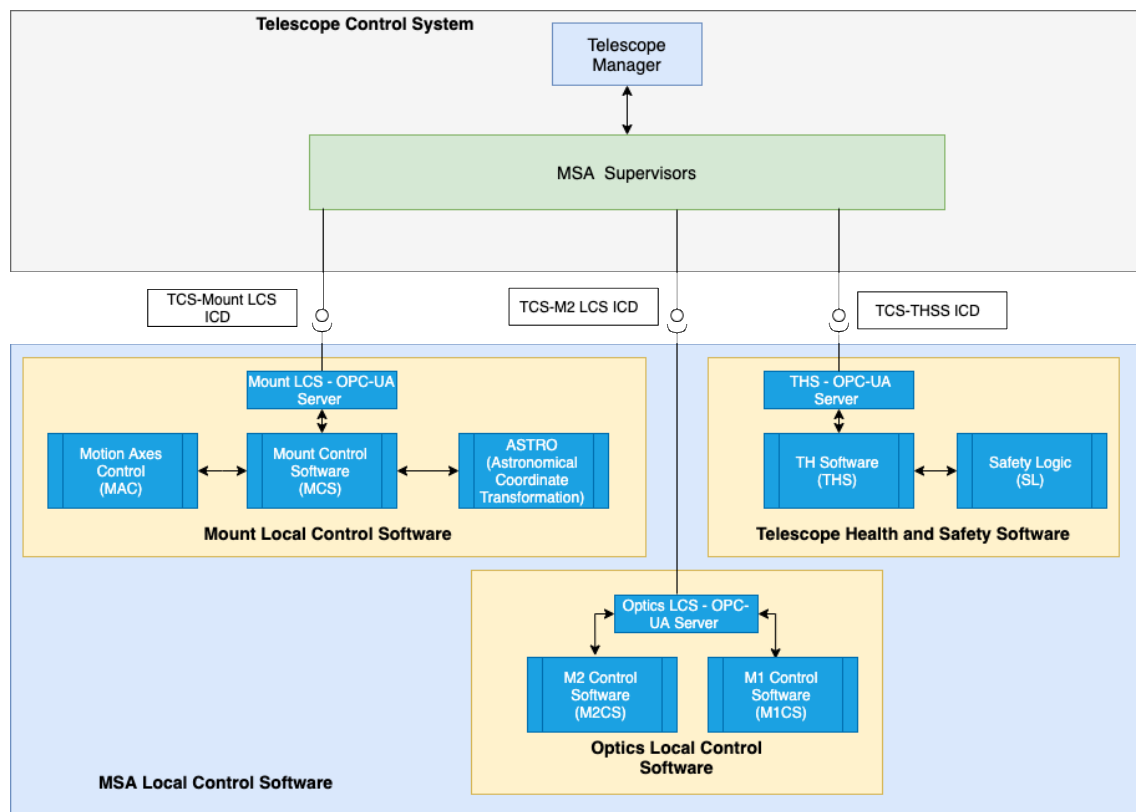 Telescope Control System
Telescope
Manager
MSA  Supervisors
TCS-Mount LCS
ICD
TCS-M2 LCS ICD
TCS-THSS ICD
Mount LCS - OPC-UA
Server
Motion Axes
Control
(MAC)
Mount Control
Software
(MCS)
ASTRO
(Astronomical
Coordinate
Transformation)
Mount Local Control Software
THS - OPC-UA
Server
TH Software
(THS)
Safety Logic
(SL)
Telescope Health and Safety Software
Optics LCS - OPC-
UA Server
M2 Control
Software
(M2CS)
M1 Control
Software
(M1CS)
Optics Local Control
Software
MSA Local Control Software